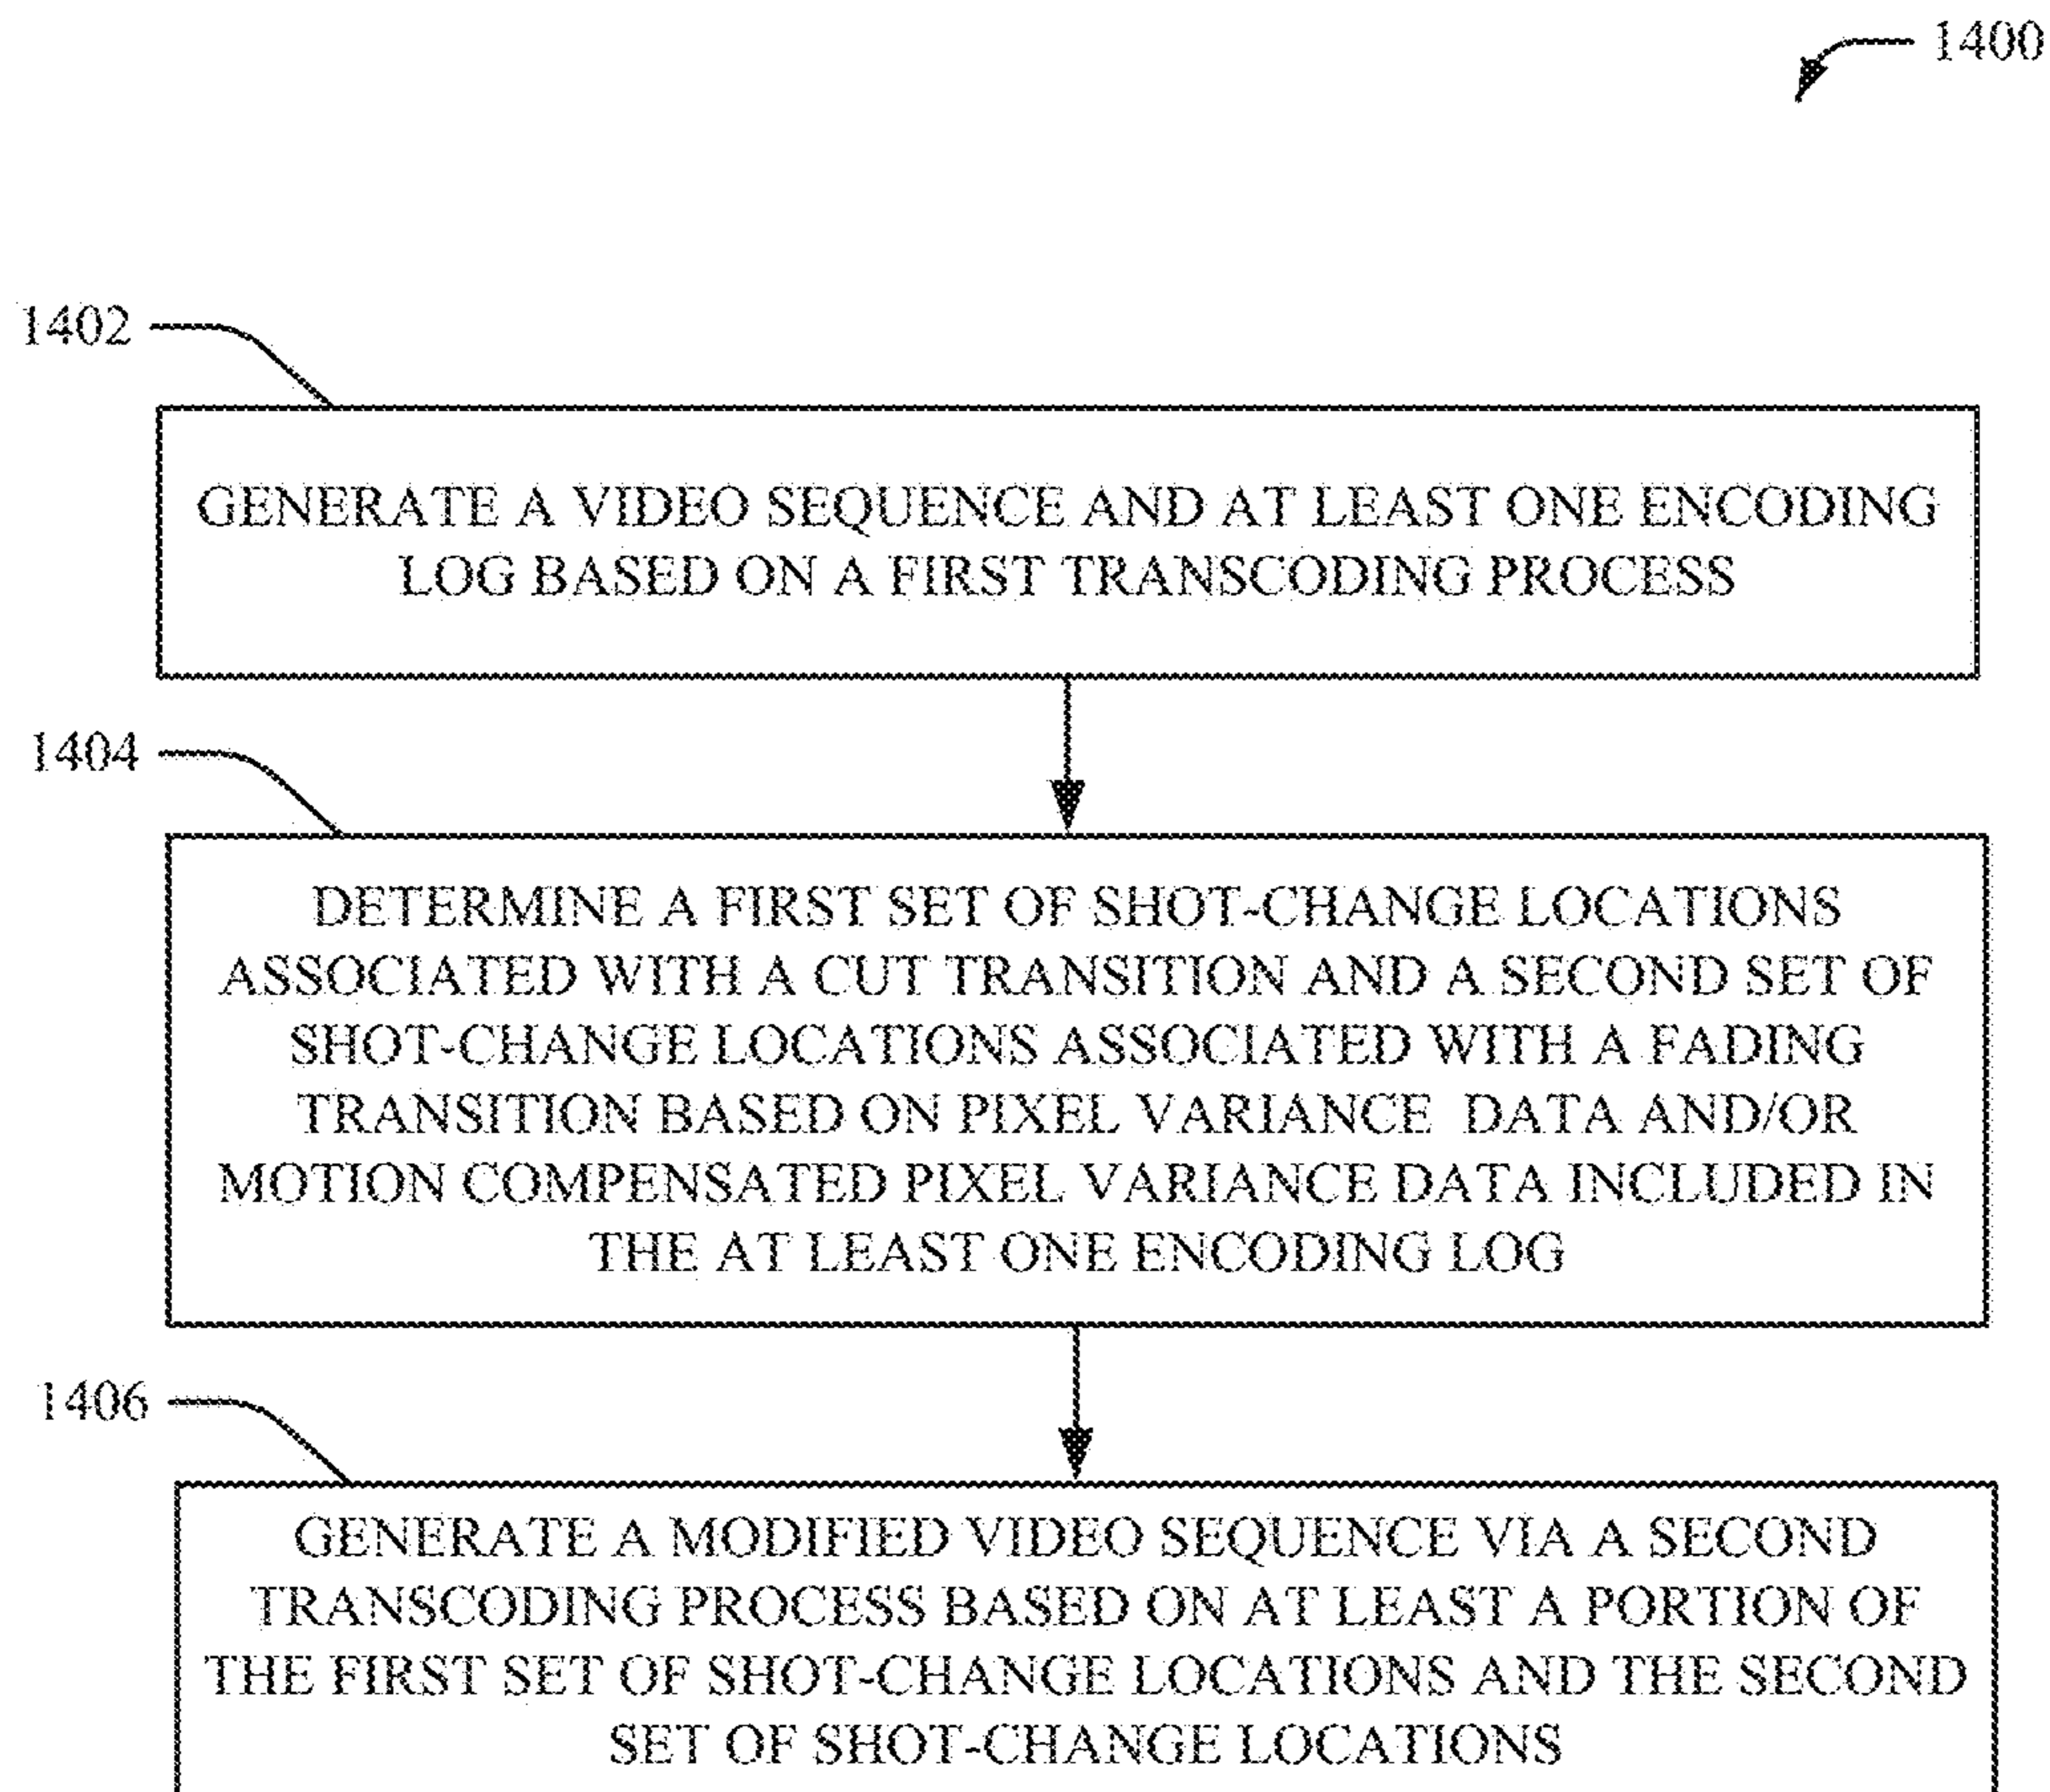 1400
1402
GENERATE A VIDEO SEQUENCE AND AT LEAST ONE ENCODING
LOG BASED ON A FIRST TRANSCODING PROCESS
1404
DETERMINE A FIRST SET OF SHOT-CHANGE LOCATIONS
ASSOCIATED WITH A CUT TRANSITION AND A SECOND SET OF
SHOT-CHANGE LOCATIONS ASSOCIATED WITH A FADING
TRANSITION BASED ON PIXEL VARIANCE DATA AND/OR
MOTION COMPENSATED PIXEL VARIANCE DATA INCLUDED IN
THE AT LEAST ONE ENCODING LOG
1406
GENERATE A MODIFIED VIDEO SEQUENCE VIA A SECOND
TRANSCODING PROCESS BASED ON AT LEAST A PORTION OF
THE FIRST SET OF SHOT-CHANGE LOCATIONS AND THE SECOND
SET OF SHOT-CHANGE LOCATIONS